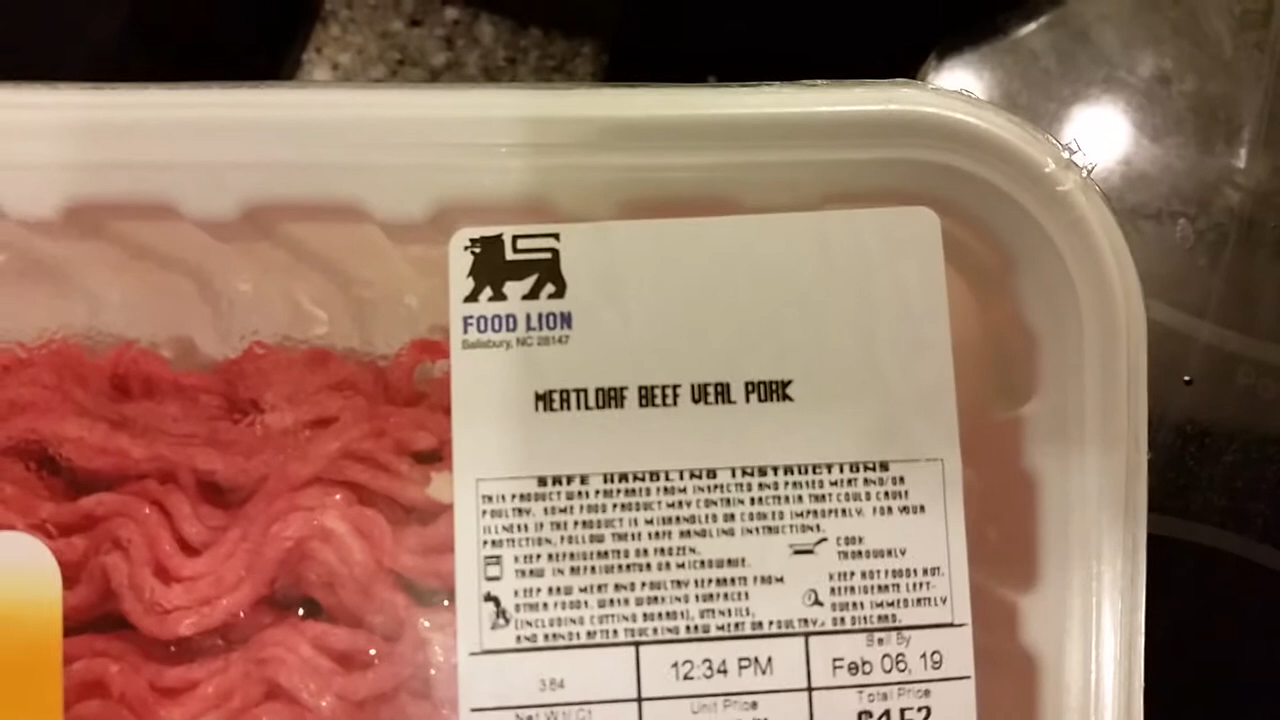 FOOD LION
Salisbury, NC 28147
MEATLOAF BEEF VEAL PORK
SAFE HANDLING INSTRUCTIONS
THIS PRODUCT WAS PREPARED FROM INSPECTED AND PASSED MEAT AND/OR
POULTRY. SOME FOOD PRODUCT MAY CONTAIN BACTERIA THAT COULD CAUSE
ILLNESS IF THE PRODUCT IS MISHANDLED OR COOKED IMPROPERLY. FOR YOUR
PROTECTION, FOLLOW THESE SAFE HANDLING INSTRUCTIONS.
KEEP REFRIGERATED OR FROZEN.
THAW IN REFRIGERATOR OR MICROWAVE.
COOK
THOROUGHLY
KEEP RAW MEAT AND POULTRY SEPARATE FROM
OTHER FOODS. WASH WORKING SURFACES
(INCLUDING CUTTING BOARDS), UTENSILS,
AND HANDS AFTER TOUCHING RAW MEAT OR POULTRY.
KEEP HOT FOODS HOT.
REFRIGERATE LEFT-
OVERS IMMEDIATELY
OR DISCARD.
384
12:34 PM
Sell By
Feb 06, 19
Net Wt/Ct
Unit Price
Total Price